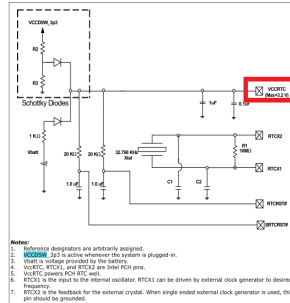 VCCDSW_3p3
R2
R3
Schottky Diodes
VCCRTC
(Max=3.2 V)
1uF
0.1uF
1 KΩ
Vbatt
20 KΩ
20 KΩ
32.768 KHz
Xtal
R1
10MΩ
RTCX2
RTCX1
1.0 uF
1.0 uF
C1
C2
RTCRST#
SRTCRST#
Notes:
1. Reference designators are arbitrarily assigned.
2. VCCDSW_3p3 is active whenever the system is plugged-in.
3. Vbatt is voltage provided by the battery.
4. VccRTC, RTCX1, and RTCX2 are Intel PCH pins.
5. VccRTC powers PCH RTC well.
6. RTCX1 is the input to the internal oscillator. RTCX1 can be driven by external clock generator to desired
frequency.
7. RTCX2 is the feedback for the external crystal. When single ended external clock generator is used, this
pin should be grounded.